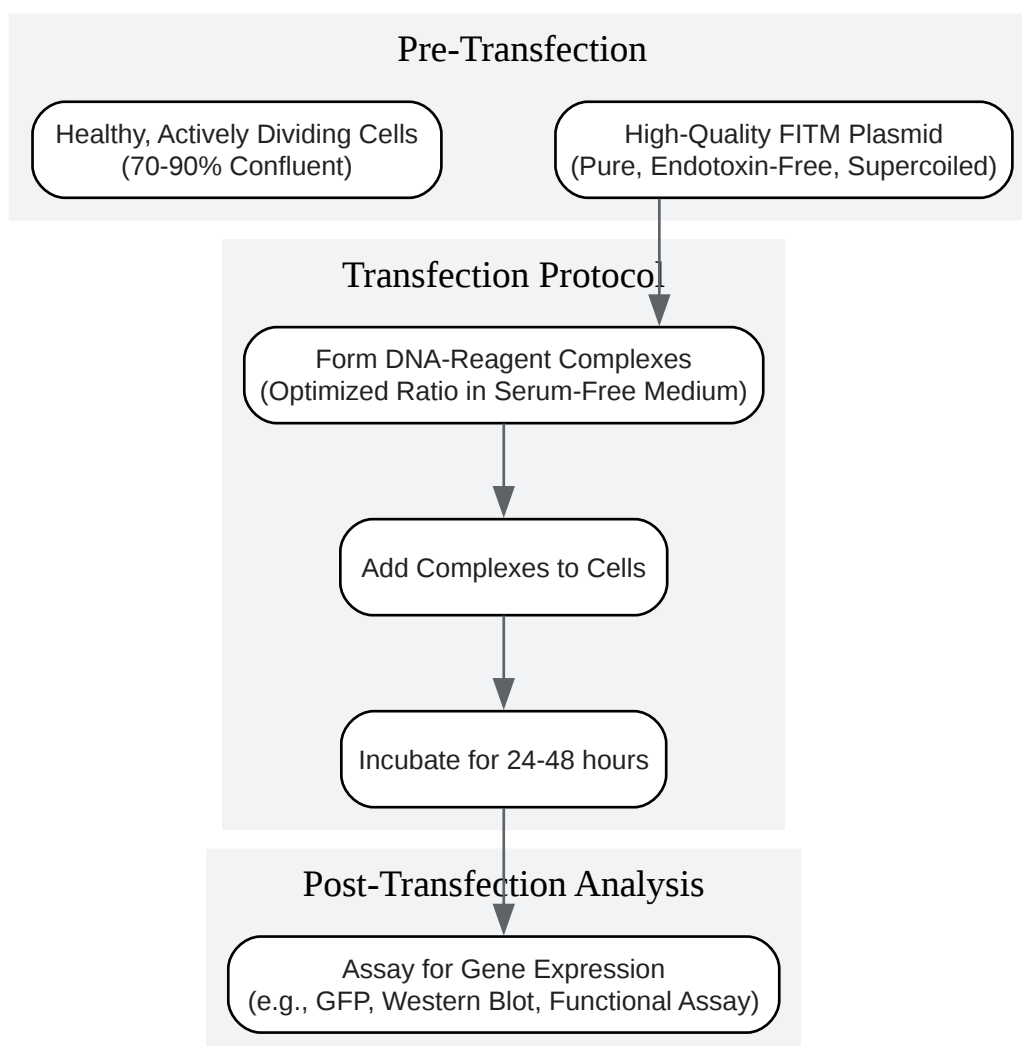 Pre-Transfection
Healthy, Actively Dividing Cells
(70-90% Confluent)
High-Quality FITM Plasmid
(Pure, Endotoxin-Free, Supercoiled)
Transfection Protocol
Form DNA-Reagent Complexes
(Optimized Ratio in Serum-Free Medium)
Add Complexes to Cells
Incubate for 24-48 hours
Post-Transfection Analysis
Assay for Gene Expression
(e.g., GFP, Western Blot, Functional Assay)